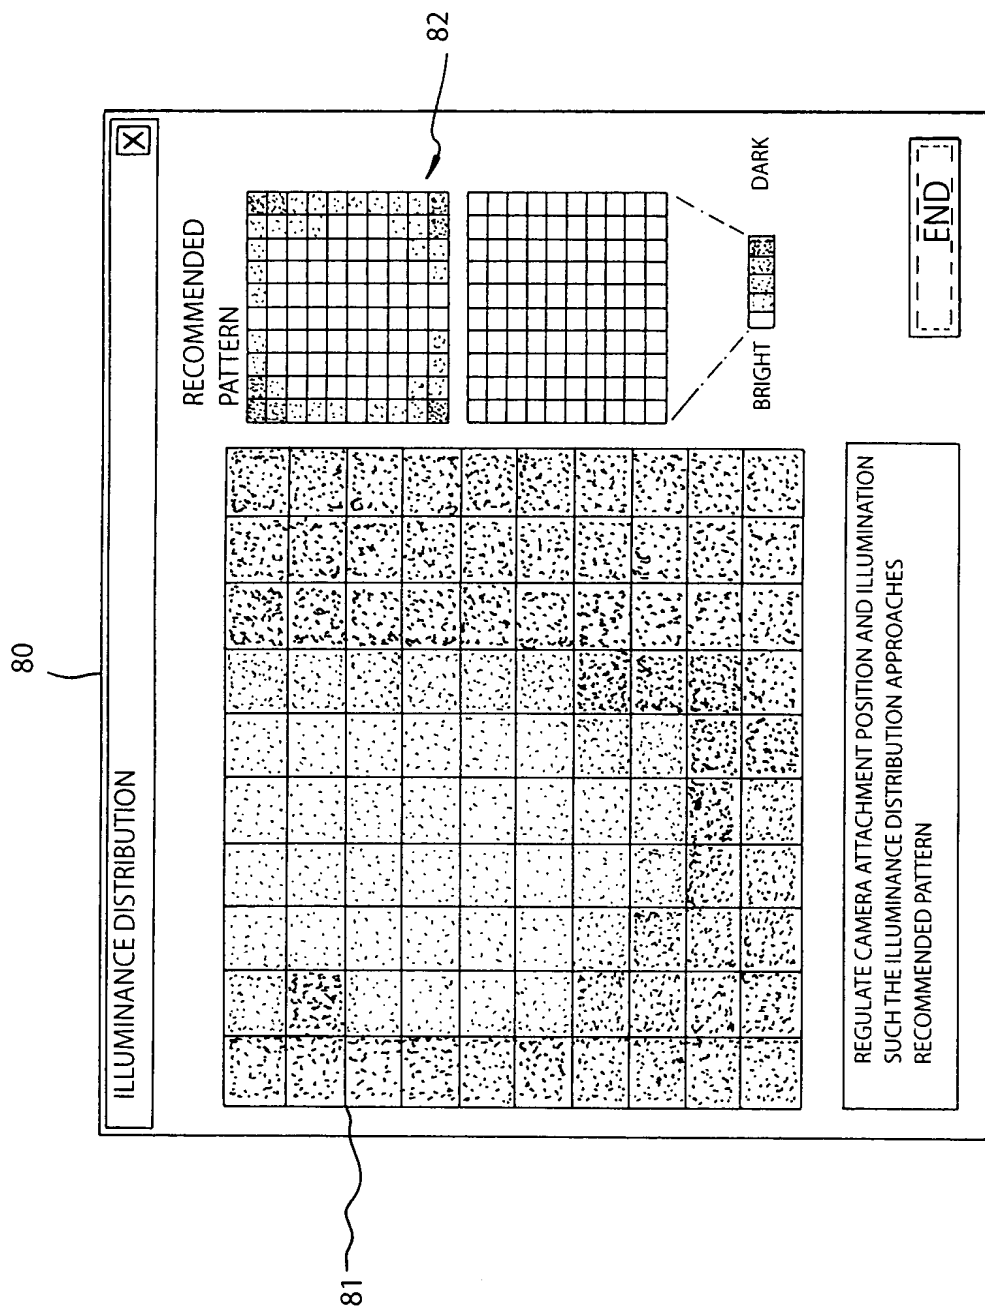 80
ILLUMINANCE DISTRIBUTION
X
81
RECOMMENDED
PATTERN
82
BRIGHT
DARK
REGULATE CAMERA ATTACHMENT POSITION AND ILLUMINATION
SUCH THE ILLUMINANCE DISTRIBUTION APPROACHES
RECOMMENDED PATTERN
END